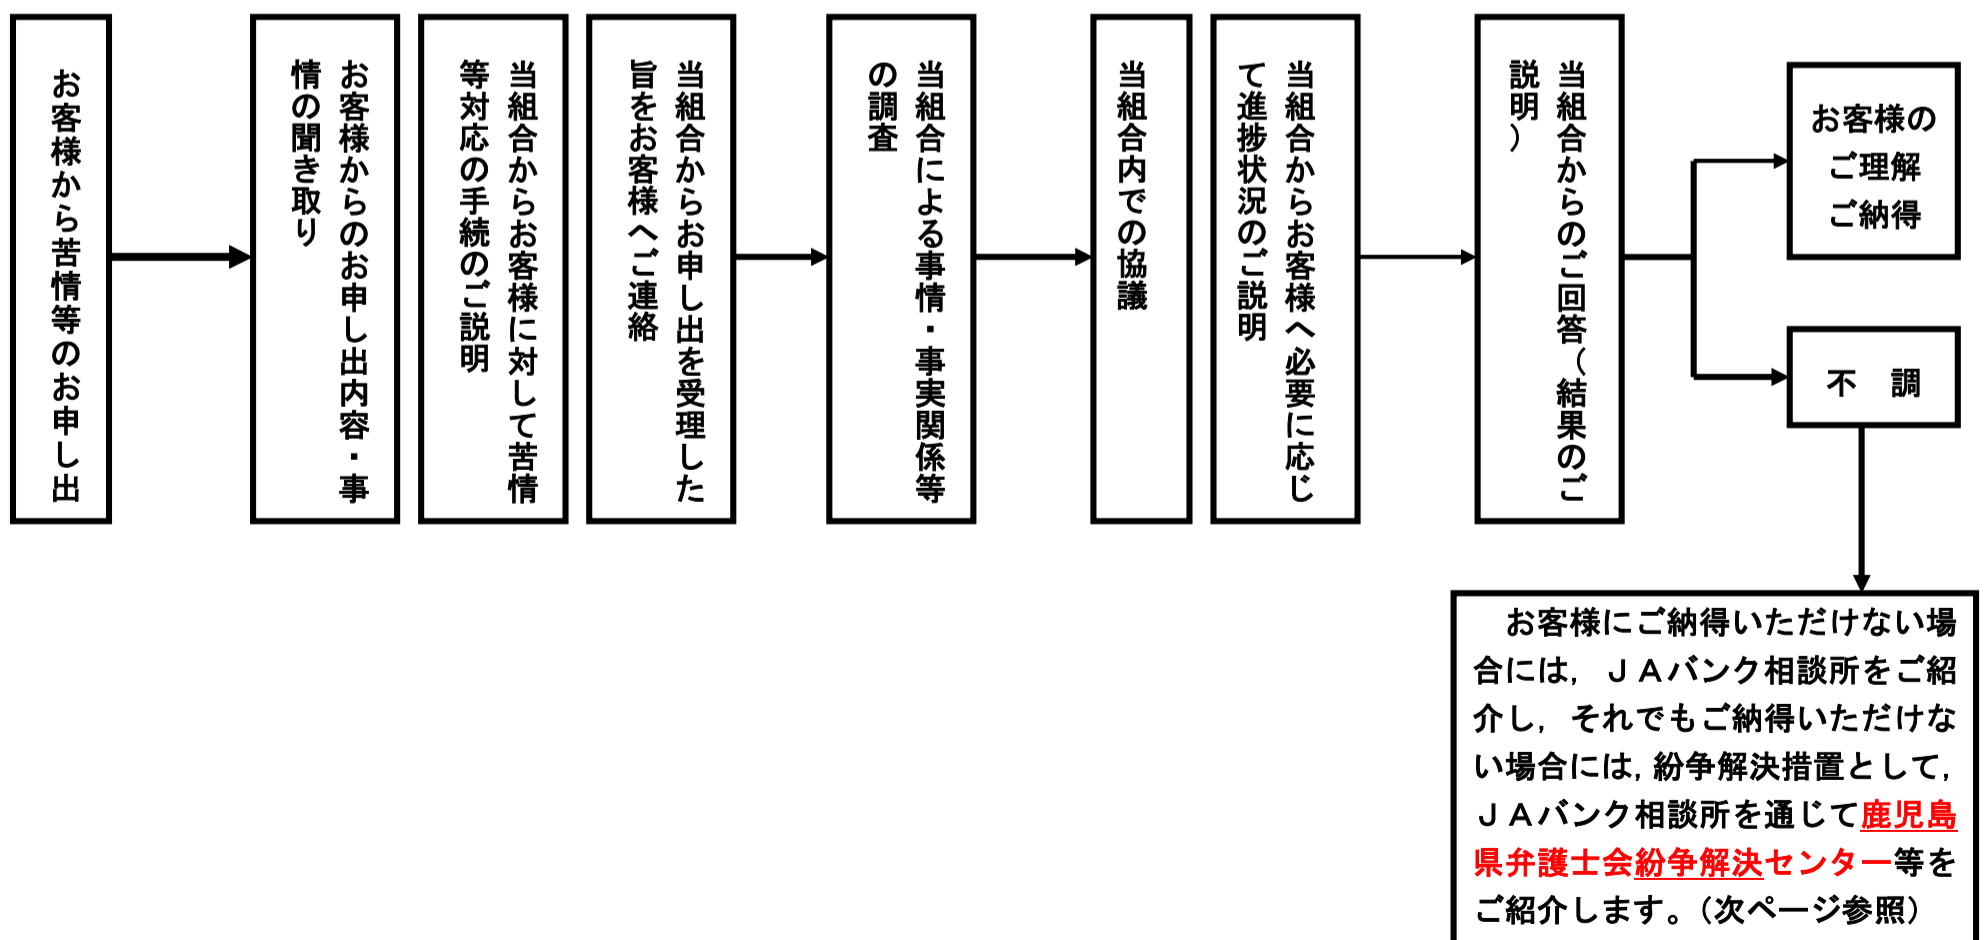 お客様から苦情等のお申し出
お客様からのお申し出内容・事
情の聞き取り
当組合からお客様に対して苦情
等対応の手続のご説明
当組合からお申し出を受理した
旨をお客様へご連絡
当組合による事情・事実関係等
の調査
当組合内での協議
当組合からお客様へ必要に応じ
て進捗状況のご説明
当組合からのご回答（結果のご
説明）
お客様の
ご理解
ご納得
不　調
お客様にご納得いただけない場
合には，ＪＡバンク相談所をご紹
介し，それでもご納得いただけな
い場合には，紛争解決措置として，
ＪＡバンク相談所を通じて鹿児島
県弁護士会紛争解決センター等を
ご紹介します。（次ページ参照）